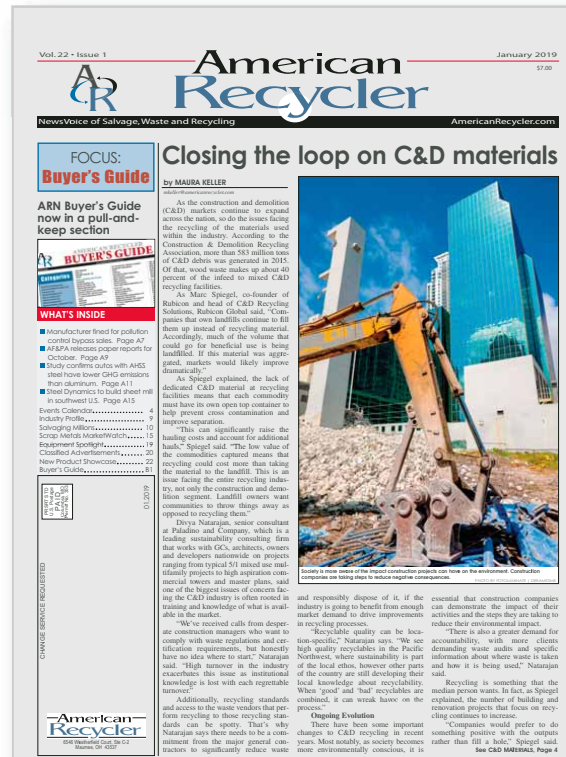 Vol. 22 • Issue 1
January 2019
$7.00
American
Recycler
ACR
NewsVoice of Salvage, Waste and Recycling
AmericanRecycler.com
FOCUS:
Buyer's Guide
ARN Buyer's Guide
now in a pull-and-
keep section
AMERICAN RECYCLER
BUYER'S GUIDE
Categories
WHAT'S INSIDE
Manufacturer fined for pollution
control bypass sales. Page A7
AF&PA releases paper reports for
October. Page A9
Study confirms autos with AHSS
steel have lower GHG emissions
than aluminum. Page A11
Steel Dynamics to build sheet mill
in southwest U.S. Page A15
Events Calendar 4
Industry Profile 9
Salvaging Millions 10
Scrap Metals MarketWatch 15
Equipment Spotlight 19
Classified Advertisements 20
New Product Showcase 22
Buyer's Guide B1
PRSRT STD
U.S. Postage
PAID
01.2019
CHANGE SERVICE REQUESTED
American
Recycler
Maumee, OH 43537
Closing the loop on C&D materials
by MAURA KELLER
mkeller@americanrecycler.com
As the construction and demolition
(C&D) markets continue to expand
across the nation, so do the issues facing
the recycling of the materials used
within the industry. According to the
Construction & Demolition Recycling
Association, more than 583 million tons
of C&D debris was generated in 2015.
Of that, wood waste makes up about 40
percent of the infeed to mixed C&D
recycling facilities.
As Marc Spiegel, co-founder of
Rubicon and head of C&D Recycling
Solutions, Rubicon Global said, "Com-
panies that own landfills continue to fill
them up instead of recycling material.
Accordingly, much of the volume that
could go for beneficial use is being
landfilled. If this material was aggre-
gated, markets would likely improve
dramatically."
As Spiegel explained, the lack of
dedicated C&D material at recycling
facilities means that each commodity
must have its own open top container to
help prevent cross contamination and
improve separation.
"This can significantly raise the
hauling costs and account for additional
hauls," Spiegel said. "The low value of
the commodities captured means that
recycling could cost more than taking
the material to the landfill. This is an
issue facing the entire recycling indus-
try, not only the construction and demo-
lition segment. Landfill owners want
communities to throw things away as
opposed to recycling them."
Divya Natarajan, senior consultant
at Paladino and Company, which is a
leading sustainability consulting firm
that works with GCs, architects, owners
and developers nationwide on projects
ranging from typical 5/1 mixed use mul-
tifamily projects to high aspiration com-
mercial towers and master plans, said
one of the biggest issues of concern fac-
ing the C&D industry is often rooted in
training and knowledge of what is avail-
able in the market.
"We've received calls from desper-
ate construction managers who want to
comply with waste regulations and cer-
tification requirements, but honestly
have no idea where to start," Natarajan
said. "High turnover in the industry
exacerbates this issue as institutional
knowledge is lost with each regrettable
turnover."
Additionally, recycling standards
and access to the waste vendors that per-
form recycling to those recycling stan-
dards can be spotty. That's why
Natarajan says there needs to be a com-
mitment from the major general con-
tractors to significantly reduce waste
Society is more aware of the impact construction projects can have on the environment. Construction
companies are taking steps to reduce negative consequences.
and responsibly dispose of it, if the
industry is going to benefit from enough
market demand to drive improvements
in recycling processes.
"Recyclable quality can be loca-
tion-specific," Natarajan says. "We see
high quality recyclables in the Pacific
Northwest, where sustainability is part
of the local ethos, however other parts
of the country are still developing their
local knowledge about recyclability.
When 'good' and 'bad' recyclables are
combined, it can wreak havoc on the
process."
Ongoing Evolution
There have been some important
changes to C&D recycling in recent
years. Most notably, as society becomes
more environmentally conscious, it is
essential that construction companies
can demonstrate the impact of their
activities and the steps they are taking to
reduce their environmental impact.
"There is also a greater demand for
accountability, with more clients
demanding waste audits and specific
information about where waste is taken
and how it is being used," Natarajan
said.
Recycling is something that the
median person wants. In fact, as Spiegel
explained, the number of building and
renovation projects that focus on recy-
cling continues to increase.
"Companies would prefer to do
something positive with the outputs
rather than fill a hole," Spiegel said.
See C&D MATERIALS, Page 4